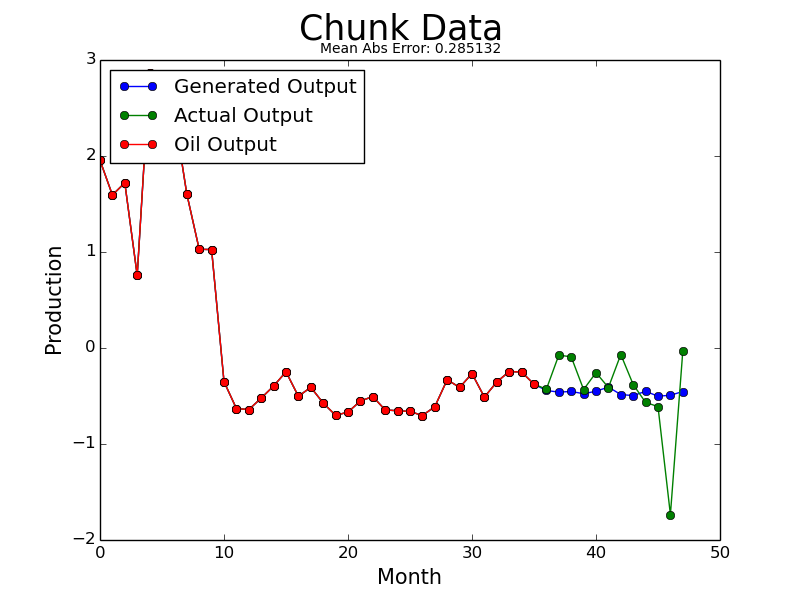 Chunk Data
Mean Abs Error: 0.285132
3
Generated Output
Actual Output
Oil Output
2
1
Production
0
−1
−2
0 10 20 30 40 50
Month